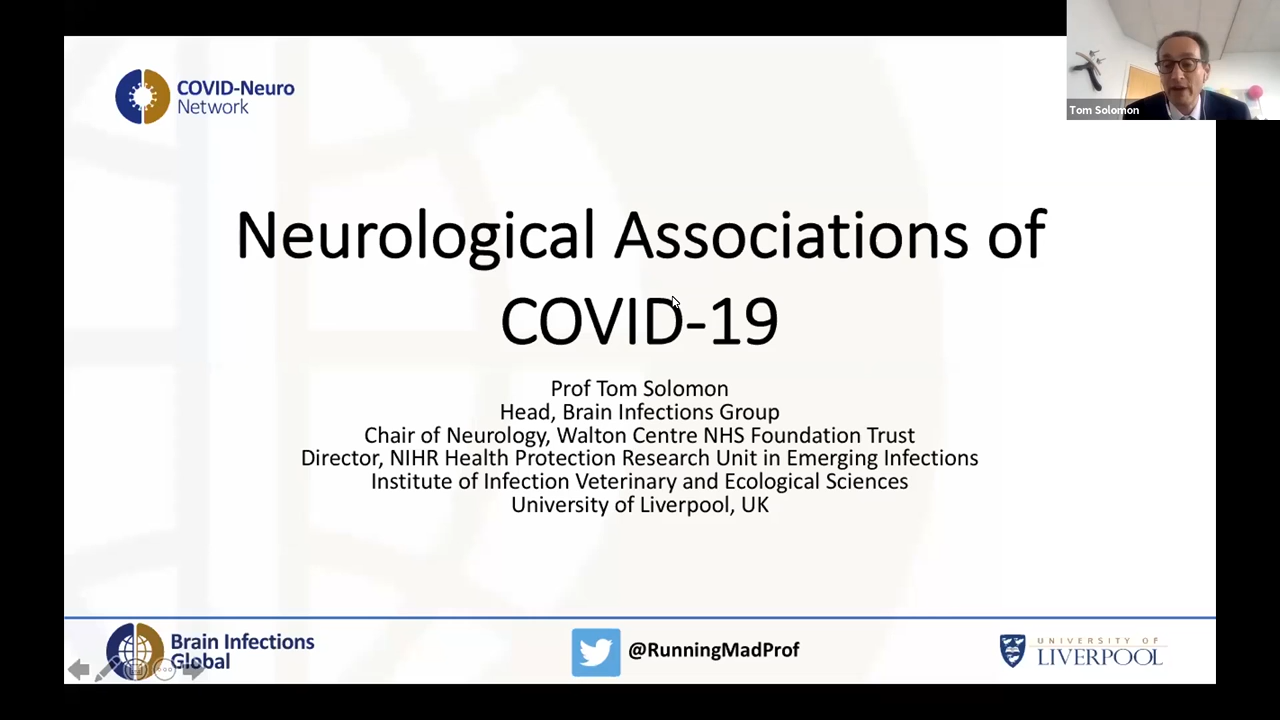 COVID-Neuro
Network
Tom Solomon
Neurological Associations of
COVID-19
Prof Tom Solomon
Head, Brain Infections Group
Chair of Neurology, Walton Centre NHS Foundation Trust
Director, NIHR Health Protection Research Unit in Emerging Infections
Institute of Infection Veterinary and Ecological Sciences
University of Liverpool, UK
Brain Infections
Global
@RunningMadProf
UNIVERSITY OF
LIVERPOOL